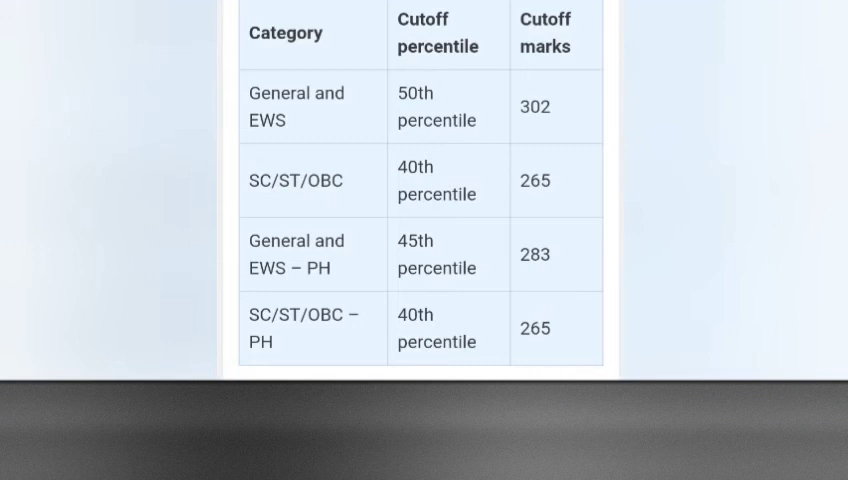 Category
Cutoff
percentile
Cutoff
marks
General and
EWS
50th
percentile
302
SC/ST/OBC
40th
percentile
265
General and
EWS – PH
45th
percentile
283
SC/ST/OBC –
PH
40th
percentile
265